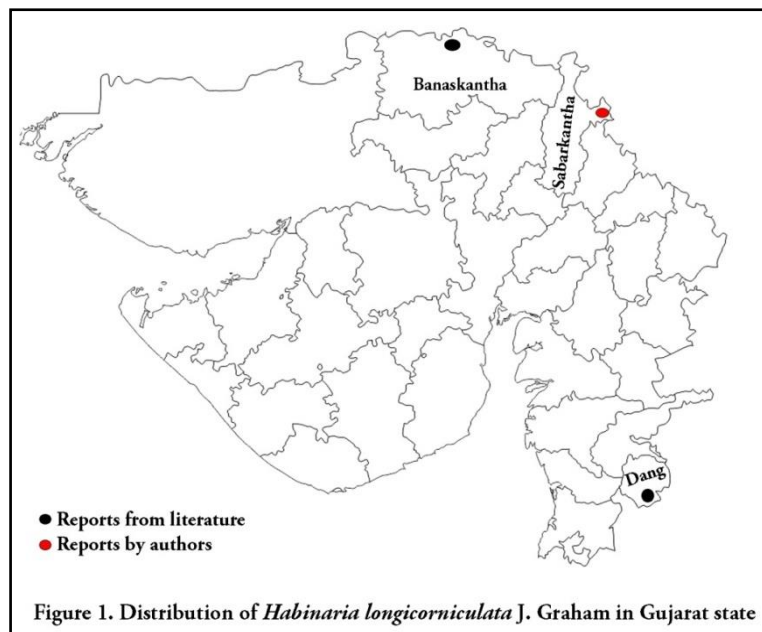 Banaskantha
Sabarkantha
Dang
Reports from literature
Reports by authors
Figure 1. Distribution of Habinaria longicorniculata J. Graham in Gujarat state